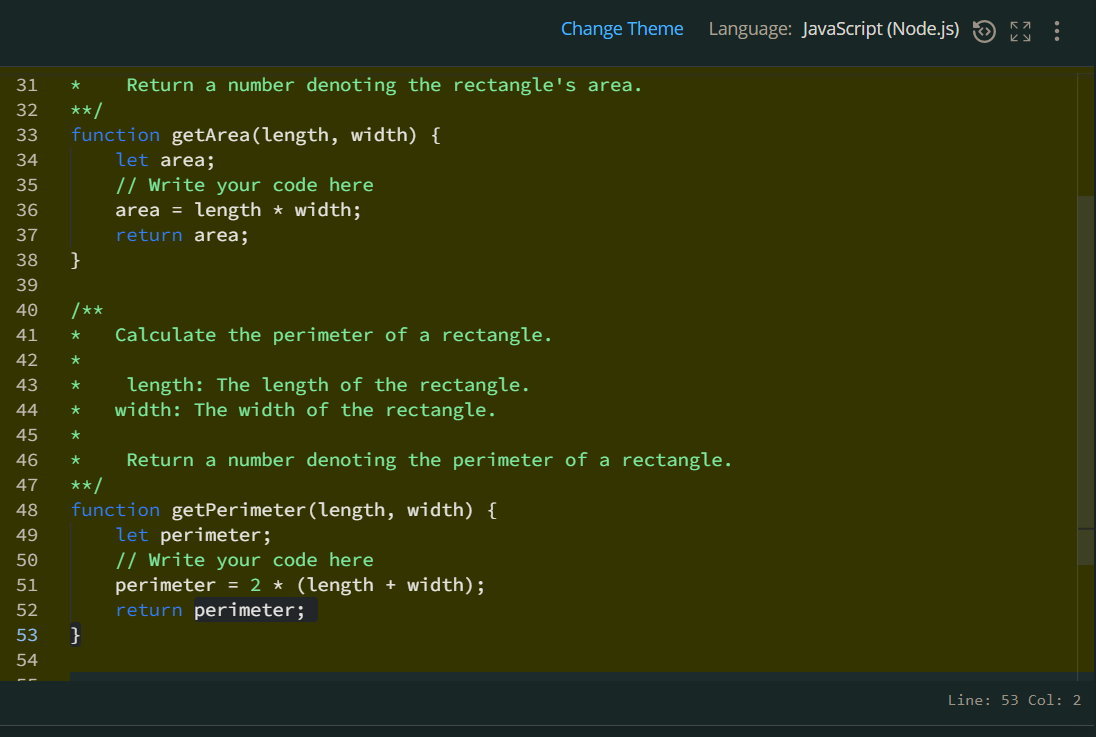 Change Theme Language: JavaScript (Node.js)
31 *    Return a number denoting the rectangle's area.
32 **/
33 function getArea(length, width) {
34     let area;
35     // Write your code here
36     area = length * width;
37     return area;
38 }
39
40 /**
41 *   Calculate the perimeter of a rectangle.
42 *
43 *    length: The length of the rectangle.
44 *   width: The width of the rectangle.
45 *
46 *    Return a number denoting the perimeter of a rectangle.
47 **/
48 function getPerimeter(length, width) {
49     let perimeter;
50     // Write your code here
51     perimeter = 2 * (length + width);
52     return perimeter;
53 }
54
Line: 53 Col: 2